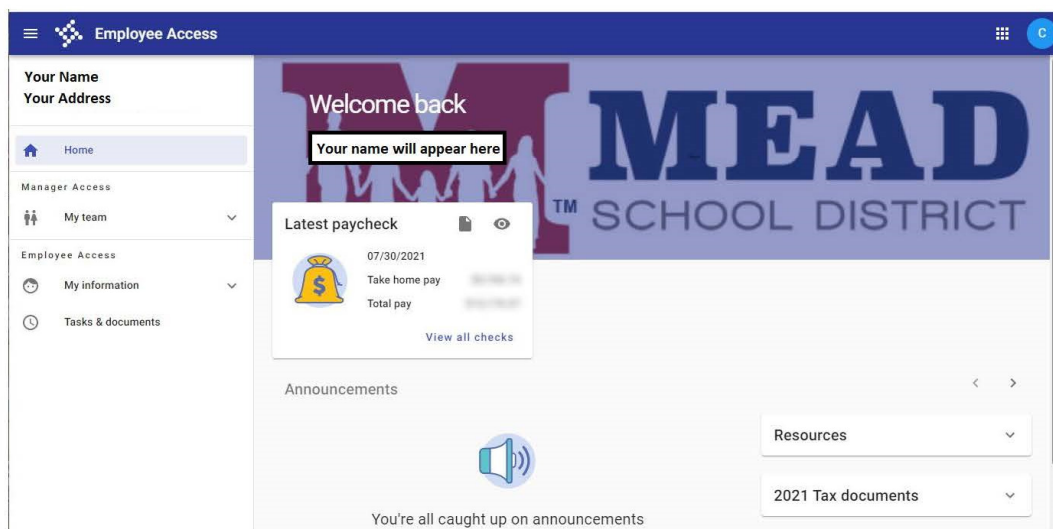 Employee Access
C
Your Name
Your Address
Home
Manager Access
My team
Employee Access
My information
Tasks & documents
Welcome back
Your name will appear here
MEAD
TM SCHOOL DISTRICT
Latest paycheck
07/30/2021
Take home pay
Total pay
View all checks
Announcements
You're all caught up on announcements
Resources
2021 Tax documents